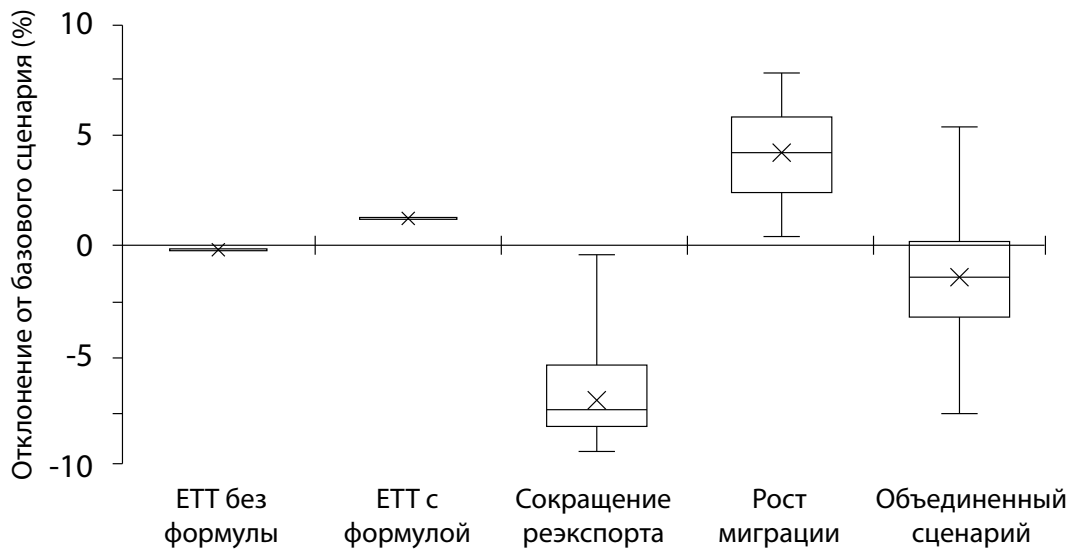 Отклонение от базового сценария (%)
10
5
0
-5
-10
ЕТТ без
формулы
ЕТТ с
формулой
Сокращение
реэкспорта
Рост
миграции
Объединенный
сценарий